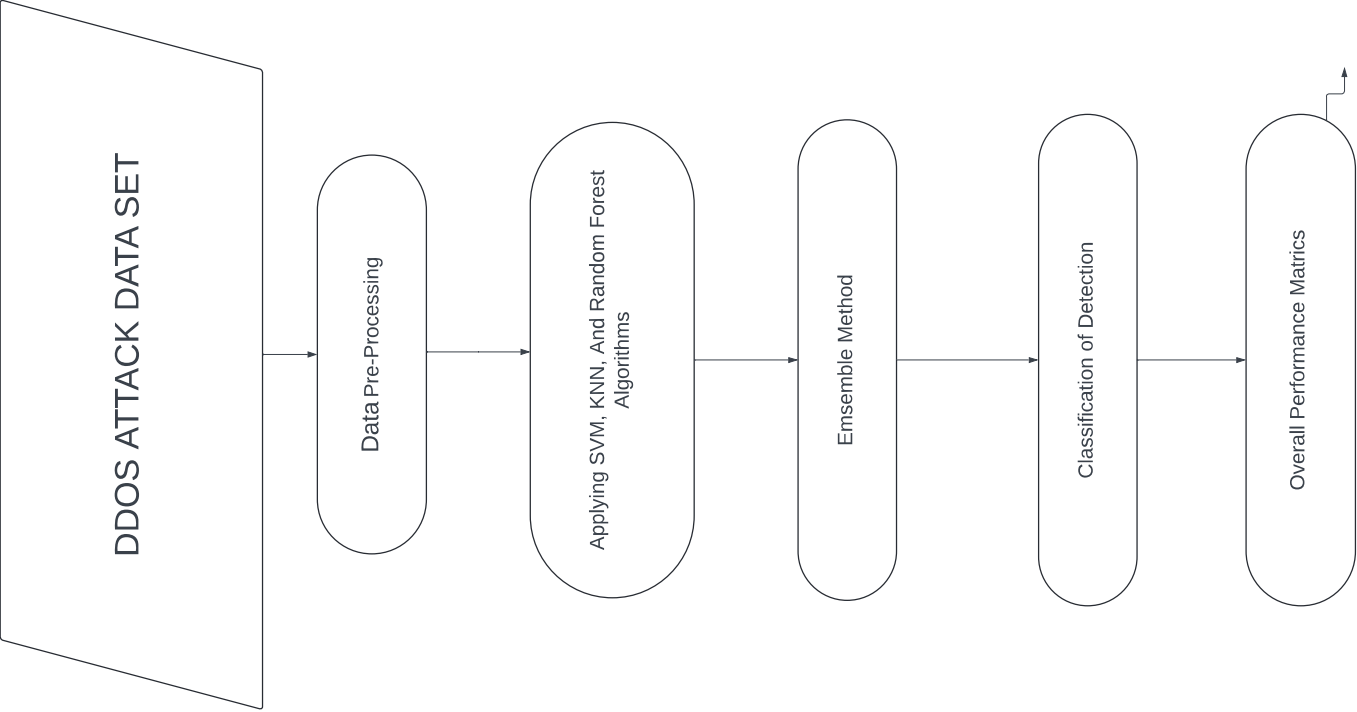 DDOS ATTACK DATA SET
Data Pre-Processing
Applying SVM, KNN, And Random Forest
Algorithms
Emsemble Method
Classification of Detection
Overall Performance Matrics